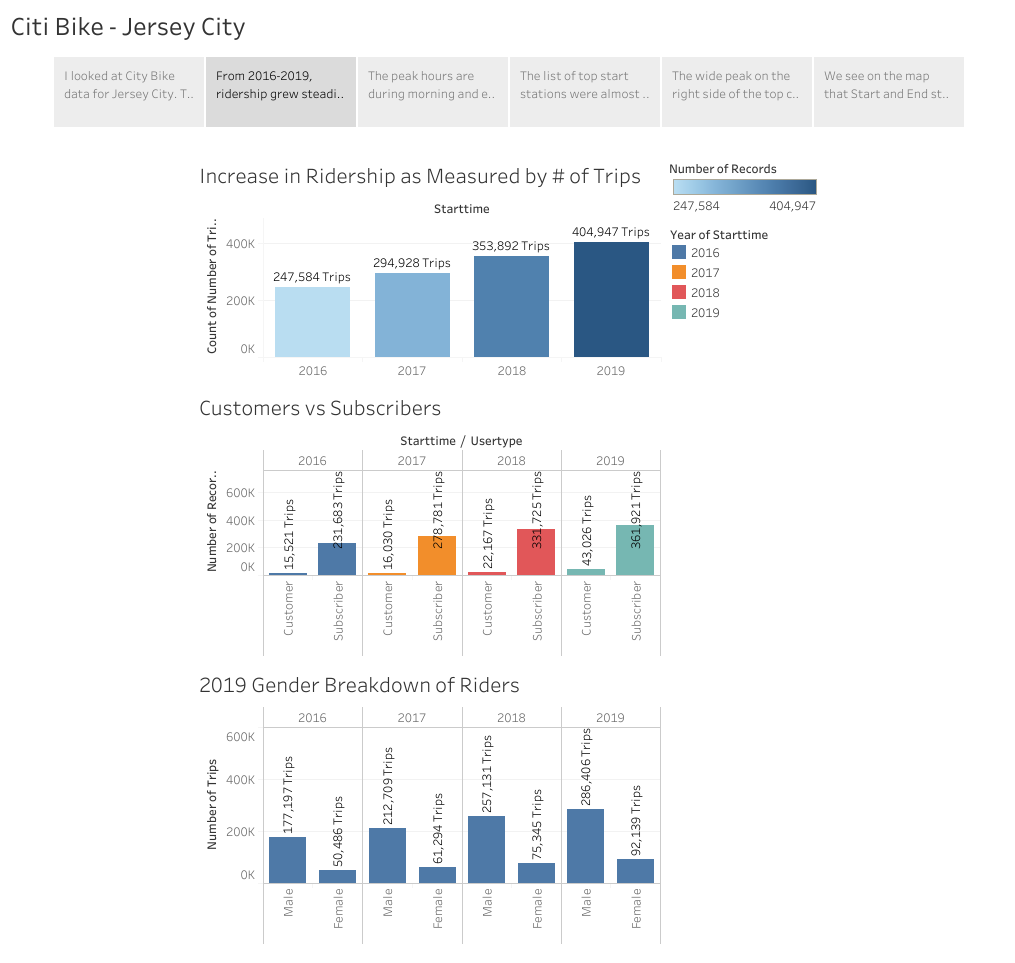 Citi Bike - Jersey City
I looked at City Bike
data for Jersey City. T..
From 2016-2019,
ridership grew steadi..
The peak hours are
during morning and e..
The list of top start
stations were almost ..
The wide peak on the
right side of the top c..
We see on the map
that Start and End st..
Increase in Ridership as Measured by # of Trips
Starttime
Count of Number of Tri..
400K
200K
0K
247,584 Trips
294,928 Trips
353,892 Trips
404,947 Trips
2016
2017
2018
2019
Number of Records
247,584
404,947
Year of Starttime
2016
2017
2018
2019
Customers vs Subscribers
Starttime / Usertype
2016
2017
2018
2019
Number of Recor..
600K
400K
200K
0K
15,521 Trips
231,683 Trips
16,030 Trips
278,781 Trips
22,167 Trips
331,725 Trips
43,026 Trips
361,921 Trips
Customer
Subscriber
Customer
Subscriber
Customer
Subscriber
Customer
Subscriber
2019 Gender Breakdown of Riders
2016
2017
2018
2019
Number of Trips
600K
400K
200K
0K
177,197 Trips
50,486 Trips
212,709 Trips
61,294 Trips
257,131 Trips
75,345 Trips
286,406 Trips
92,139 Trips
Male
Female
Male
Female
Male
Female
Male
Female